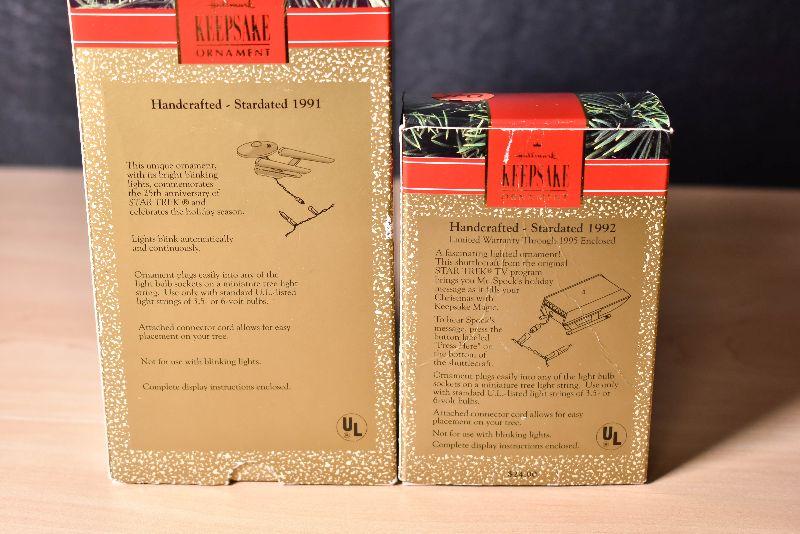 Hallmark
KEEPSAKE
ORNAMENT
Handcrafted - Stardated 1991
This unique ornament,
with its bright blinking
lights, commemorates
the 25th anniversary of
STAR TREK ® and
celebrates the holiday season.
Lights blink automatically
and continuously.
Ornament plugs easily into any of the
light bulb sockets on a miniature tree light
string. Use only with standard U.L.-listed
light strings of 3.5- or 6-volt bulbs.
Attached connector cord allows for easy
placement on your tree.
Not for use with blinking lights.
Complete display instructions enclosed.
UL
Hallmark
KEEPSAKE
ORNAMENT
Handcrafted - Stardated 1992
Limited Warranty Through 1995 Enclosed
A fascinating lighted ornament!
This shuttlecraft from the original
STAR TREK® TV program
brings you Mr. Spock's holiday
message as it fills your
Christmas with
Keepsake Magic.
To hear Spock's
message, press the
button labeled
"Press Here" on
the bottom of
the shuttlecraft.
Ornament plugs easily into any of the light bulb
sockets on a miniature tree light string. Use only
with standard U.L.-listed light strings of 3.5- or
6-volt bulbs.
Attached connector cord allows for easy
placement on your tree.
Not for use with blinking lights.
Complete display instructions enclosed.
UL
$24.00